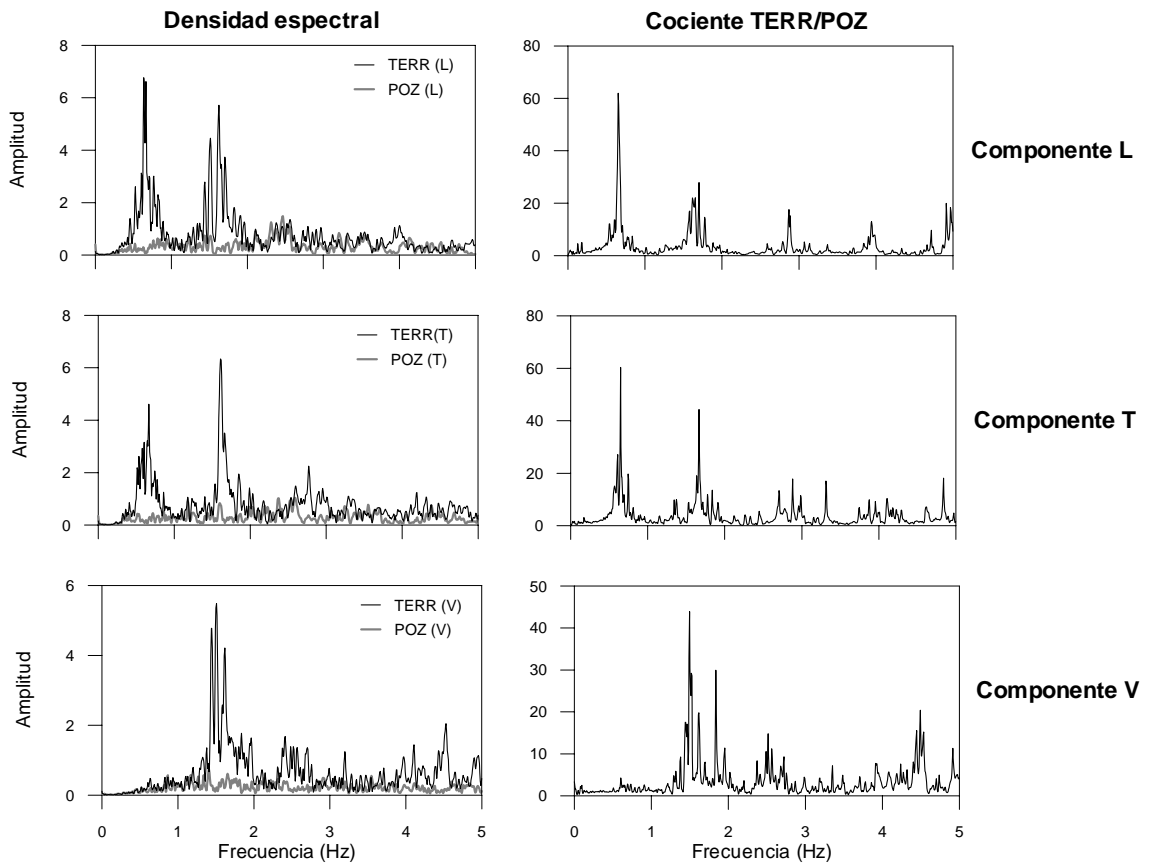 Densidad espectral
Cociente TERR/POZ
8
6
4
2
0
Amplitud
TERR (L)
POZ (L)
80
60
40
20
0
Componente L
8
6
4
2
0
Amplitud
TERR(T)
POZ (T)
80
60
40
20
0
Componente T
6
4
2
0
Amplitud
TERR (V)
POZ (V)
0 1 2 3 4 5
Frecuencia (Hz)
50
40
30
20
10
0
0 1 2 3 4 5
Frecuencia (Hz)
Componente V